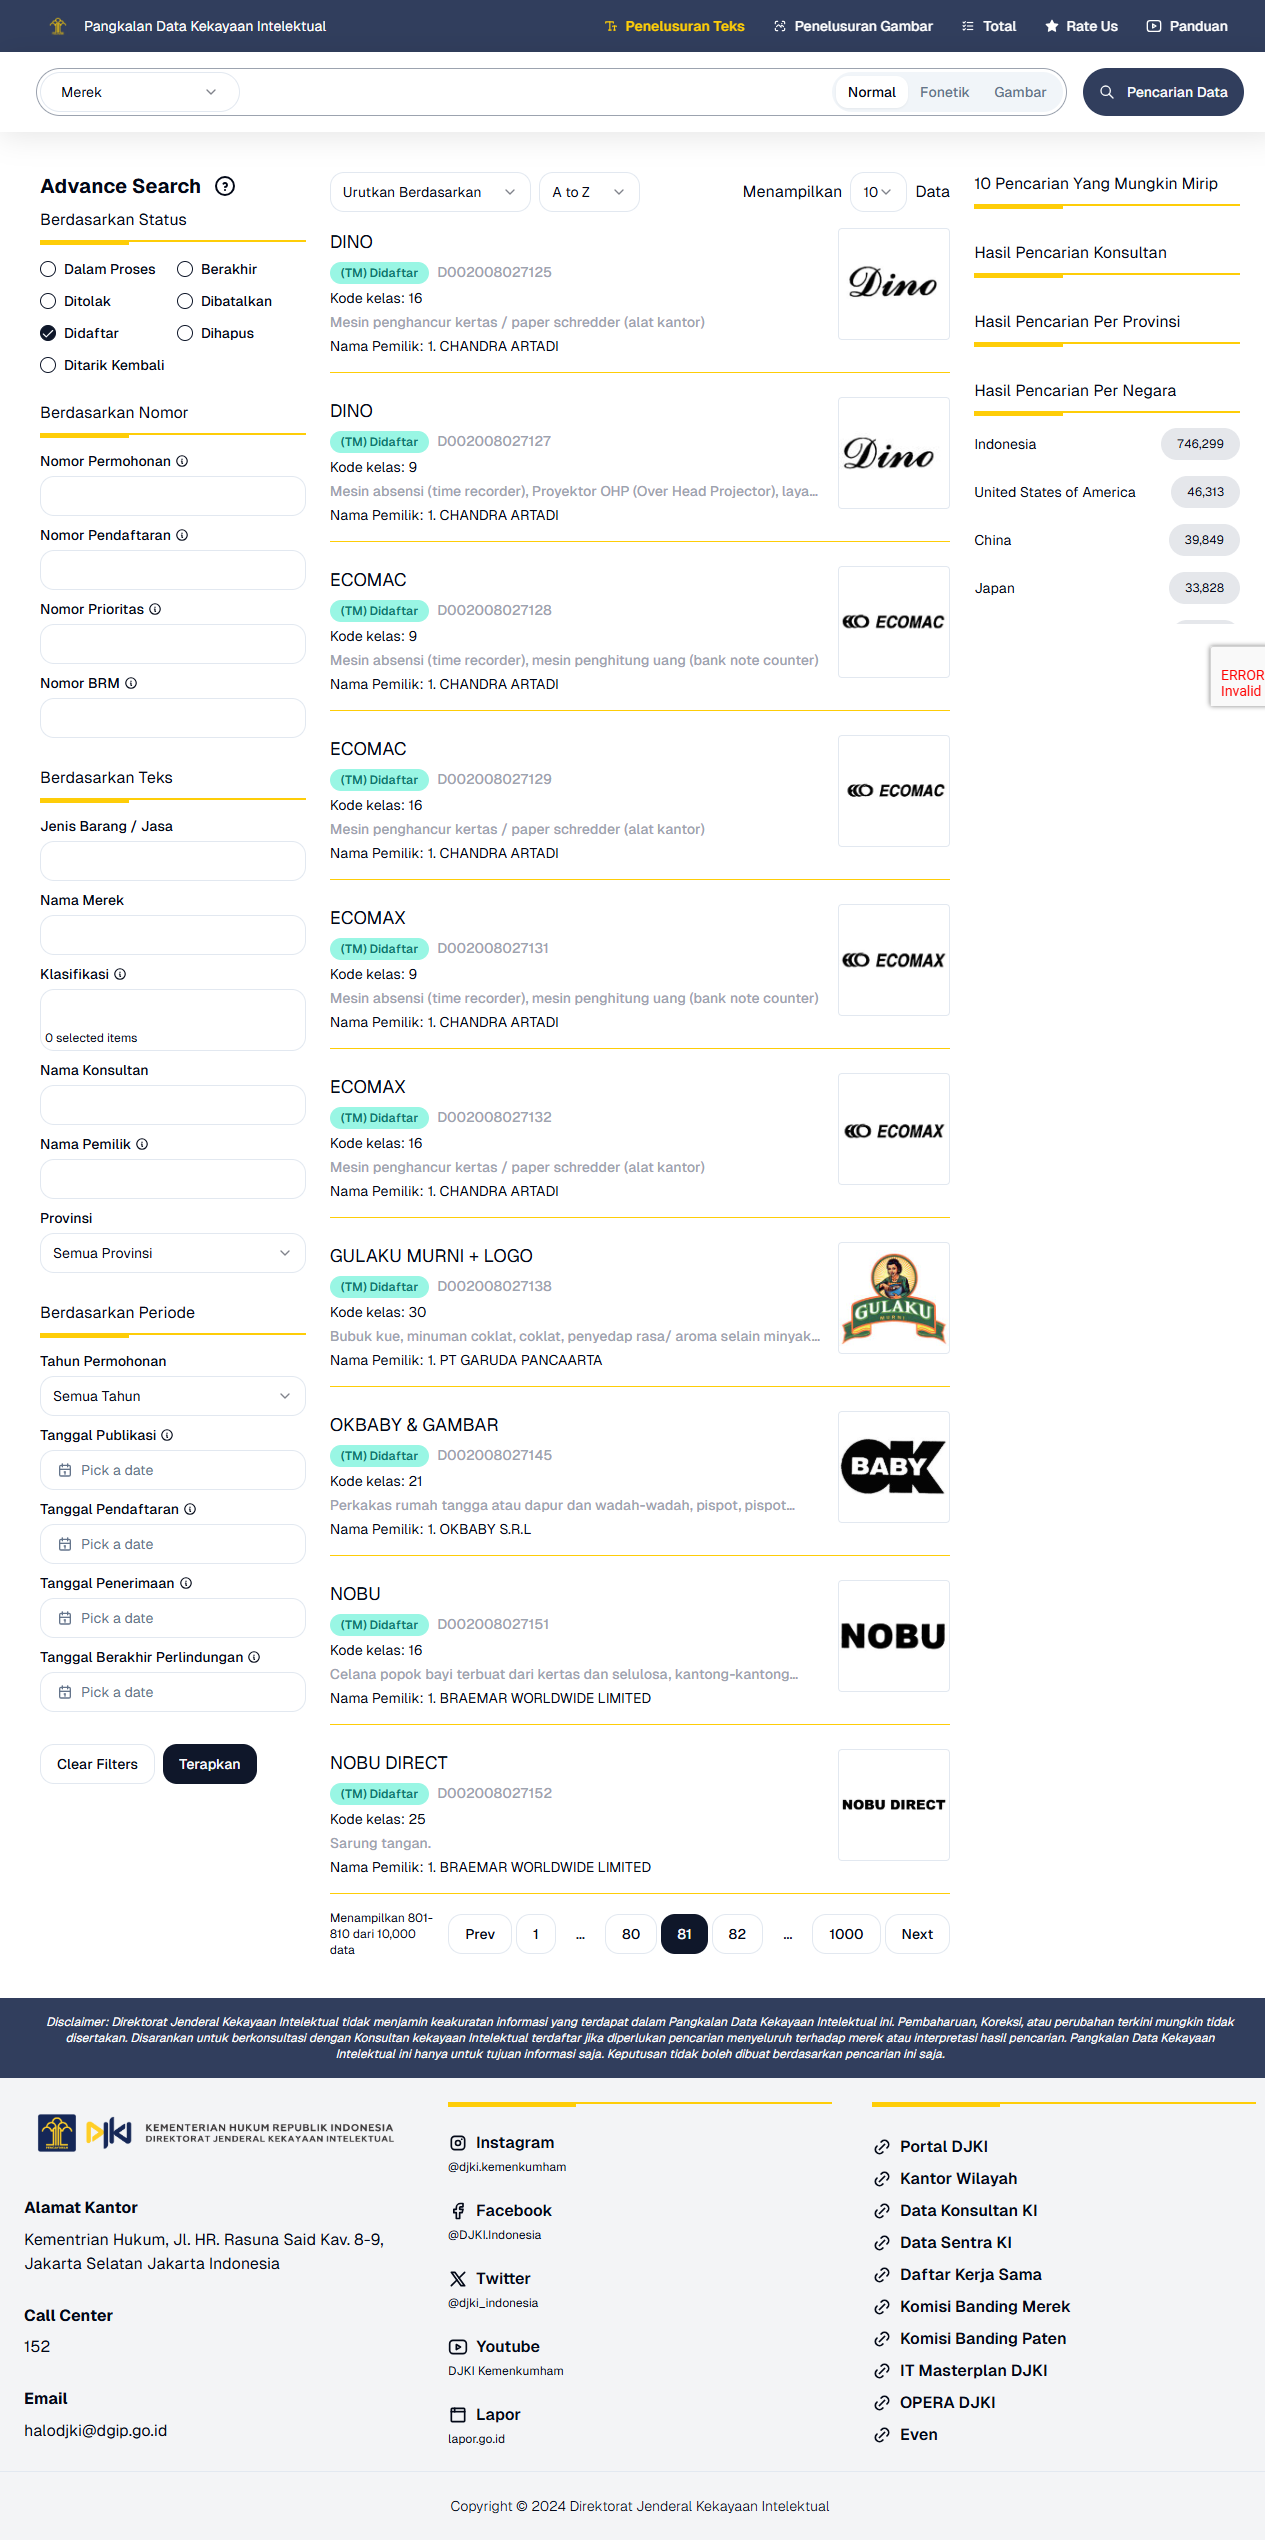 Pangkalan Data Kekayaan Intelektual
Penelusuran Teks
Penelusuran Gambar
Total
Rate Us
Panduan
Merek
Normal
Fonetik
Gambar
Pencarian Data
Advance Search
Berdasarkan Status
Dalam Proses
Berakhir
Ditolak
Dibatalkan
Didaftar
Dihapus
Ditarik Kembali
Berdasarkan Nomor
Nomor Permohonan
Nomor Pendaftaran
Nomor Prioritas
Nomor BRM
Berdasarkan Teks
Jenis Barang / Jasa
Nama Merek
Klasifikasi
0 selected items
Nama Konsultan
Nama Pemilik
Provinsi
Semua Provinsi
Berdasarkan Periode
Tahun Permohonan
Semua Tahun
Tanggal Publikasi
Pick a date
Tanggal Pendaftaran
Pick a date
Tanggal Penerimaan
Pick a date
Tanggal Berakhir Perlindungan
Pick a date
Clear Filters
Terapkan
Urutkan Berdasarkan
A to Z
Menampilkan 10 Data
DINO
(TM) Didaftar D002008027125
Kode kelas: 16
Mesin penghancur kertas / paper schredder (alat kantor)
Nama Pemilik: 1. CHANDRA ARTADI
Dino
DINO
(TM) Didaftar D002008027127
Kode kelas: 9
Mesin absensi (time recorder), Proyektor OHP (Over Head Projector), laya...
Nama Pemilik: 1. CHANDRA ARTADI
Dino
ECOMAC
(TM) Didaftar D002008027128
Kode kelas: 9
Mesin absensi (time recorder), mesin penghitung uang (bank note counter)
Nama Pemilik: 1. CHANDRA ARTADI
ECOMAC
ECOMAC
(TM) Didaftar D002008027129
Kode kelas: 16
Mesin penghancur kertas / paper schredder (alat kantor)
Nama Pemilik: 1. CHANDRA ARTADI
ECOMAC
ECOMAX
(TM) Didaftar D002008027131
Kode kelas: 9
Mesin absensi (time recorder), mesin penghitung uang (bank note counter)
Nama Pemilik: 1. CHANDRA ARTADI
ECOMAX
ECOMAX
(TM) Didaftar D002008027132
Kode kelas: 16
Mesin penghancur kertas / paper schredder (alat kantor)
Nama Pemilik: 1. CHANDRA ARTADI
ECOMAX
GULAKU MURNI + LOGO
(TM) Didaftar D002008027138
Kode kelas: 30
Bubuk kue, minuman coklat, coklat, penyedap rasa/ aroma selain minyak...
Nama Pemilik: 1. PT GARUDA PANCAARTA
GULAKU
MURNI
OKBABY & GAMBAR
(TM) Didaftar D002008027145
Kode kelas: 21
Perkakas rumah tangga atau dapur dan wadah-wadah, pispot, pispot...
Nama Pemilik: 1. OKBABY S.R.L
OK
BABY
NOBU
(TM) Didaftar D002008027151
Kode kelas: 16
Celana popok bayi terbuat dari kertas dan selulosa, kantong-kantong...
Nama Pemilik: 1. BRAEMAR WORLDWIDE LIMITED
NOBU
NOBU DIRECT
(TM) Didaftar D002008027152
Kode kelas: 25
Sarung tangan.
Nama Pemilik: 1. BRAEMAR WORLDWIDE LIMITED
NOBU DIRECT
Menampilkan 801-
810 dari 10,000
data
Prev 1 ... 80 81 82 ... 1000 Next
10 Pencarian Yang Mungkin Mirip
Hasil Pencarian Konsultan
Hasil Pencarian Per Provinsi
Hasil Pencarian Per Negara
Indonesia 746,299
United States of America 46,313
China 39,849
Japan 33,828
ERROR
Invalid
Disclaimer: Direktorat Jenderal Kekayaan Intelektual tidak menjamin keakuratan informasi yang terdapat dalam Pangkalan Data Kekayaan Intelektual ini. Pembaharuan, Koreksi, atau perubahan terkini mungkin tidak
disertakan. Disarankan untuk berkonsultasi dengan Konsultan kekayaan Intelektual terdaftar jika diperlukan pencarian menyeluruh terhadap merek atau interpretasi hasil pencarian. Pangkalan Data Kekayaan
Intelektual ini hanya untuk tujuan informasi saja. Keputusan tidak boleh dibuat berdasarkan pencarian ini saja.
KEMENTERIAN HUKUM REPUBLIK INDONESIA
DIREKTORAT JENDERAL KEKAYAAN INTELEKTUAL
Alamat Kantor
Kementrian Hukum, Jl. HR. Rasuna Said Kav. 8-9,
Jakarta Selatan Jakarta Indonesia
Call Center
152
Email
halodjki@dgip.go.id
Instagram
@djki.kemenkumham
Facebook
@DJKI.Indonesia
Twitter
@djki_indonesia
Youtube
DJKI Kemenkumham
Lapor
lapor.go.id
Portal DJKI
Kantor Wilayah
Data Konsultan KI
Data Sentra KI
Daftar Kerja Sama
Komisi Banding Merek
Komisi Banding Paten
IT Masterplan DJKI
OPERA DJKI
Even
Copyright © 2024 Direktorat Jenderal Kekayaan Intelektual